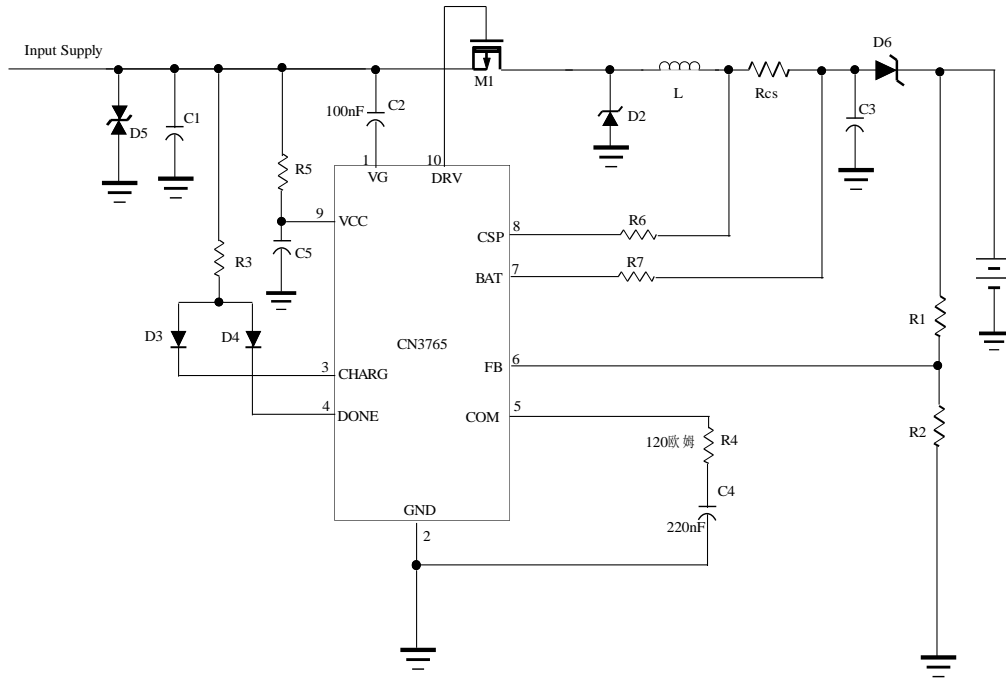 Input Supply
D6
M1
L
Rcs
C1
C2
100nF
D5
D2
C3
R5
1
10
VG
DRV
9
VCC
8
CSP
R6
C5
R3
7
BAT
R7
R1
D3
D4
CN3765
6
FB
3
CHARG
4
DONE
5
COM
R2
120欧姆
R4
C4
GND
220nF
2